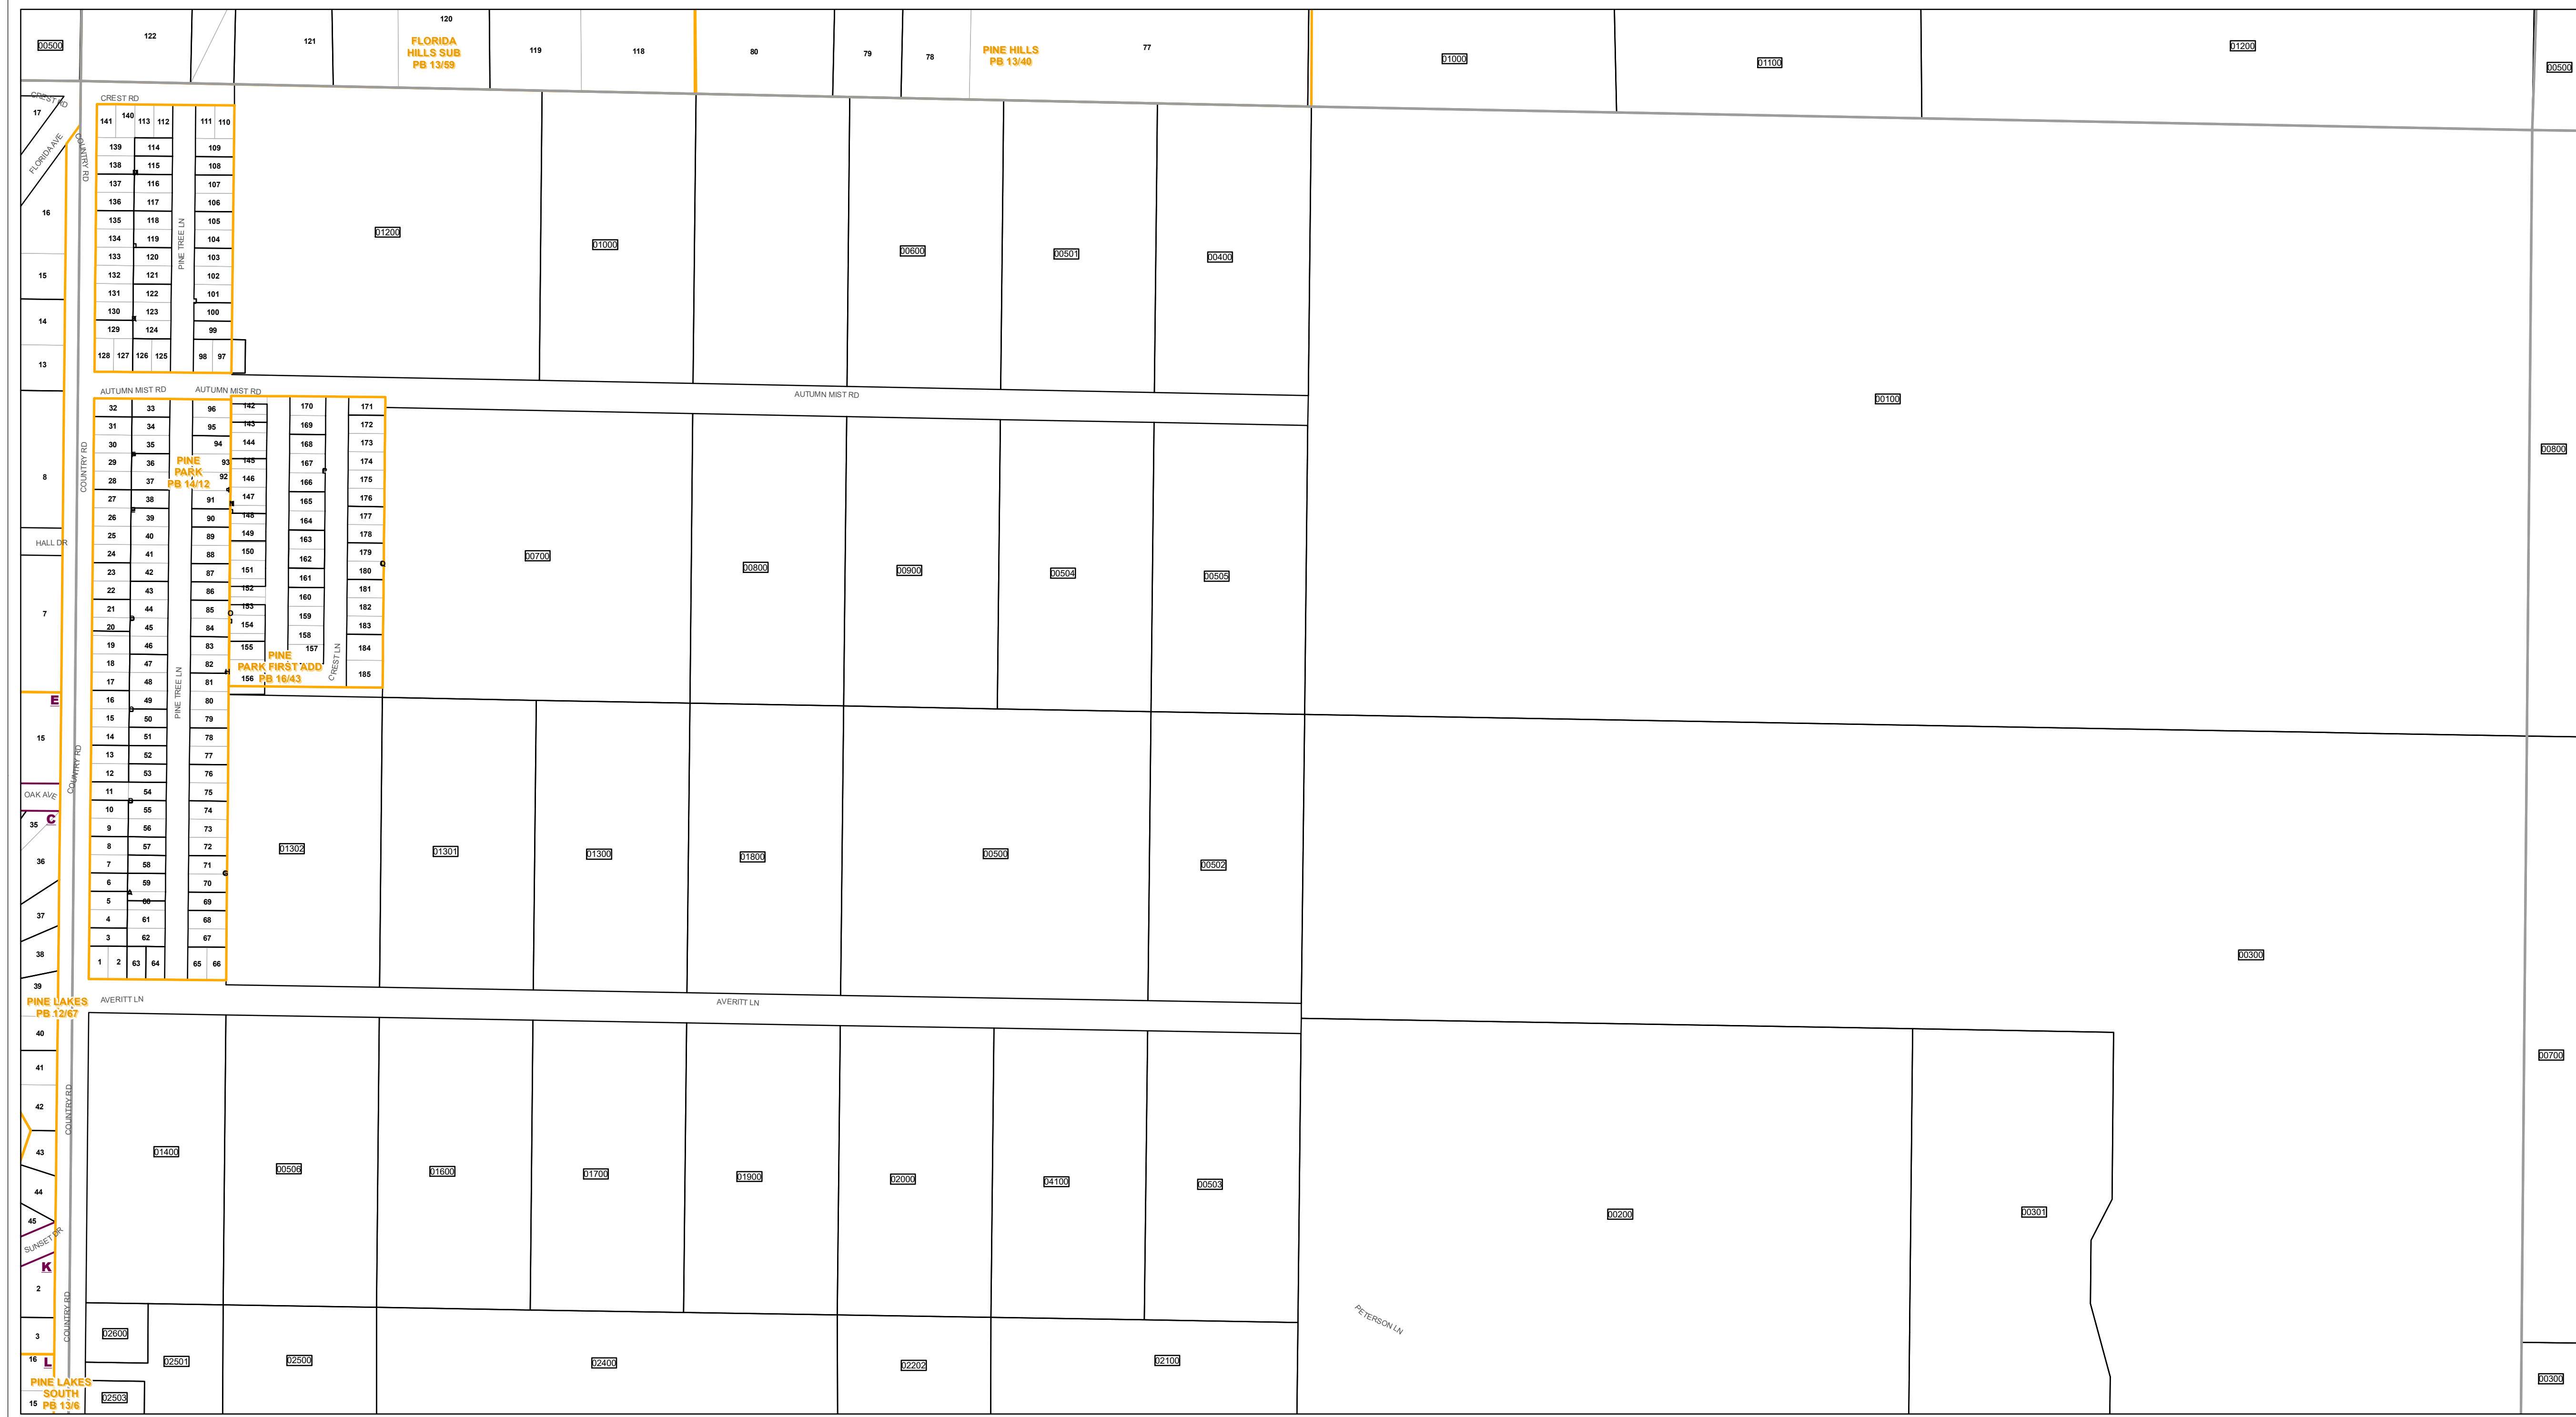 00500
122
121
120
FLORIDA
HILLS SUB
PB 13/59
119
118
80
79
78
PINE HILLS
PB 13/40
77
01000
01100
01200
00500
CREST RD
17
FLORIDA AVE
16
15
14
13
8
HALL DR
7
E
15
OAK AVE
C
35
36
37
38
39
PINE LAKES
PB 12/67
40
41
42
43
44
45
SUNSET DR
K
2
3
16
L
PINE LAKES
SOUTH
PB 13/6
15
COUNTRY RD
COUNTRY RD
COUNTRY RD
COUNTRY RD
COUNTRY RD
CREST RD
141 140 113 112 111 110
139 114 109
138 115 108
137 116 107
136 117 106
135 118 105
134 119 104
133 120 103
132 121 102
131 122 101
130 123 100
129 124 99
128 127 126 125 98 97
PINE TREE LN
01200
01000
00600
00501
00400
AUTUMN MIST RD
AUTUMN MIST RD
AUTUMN MIST RD
32 33 96 142 170 171
31 34 95 143 169 172
30 35 94 144 168 173
29 36 93 145 167 174
28 37 92 146 166 175
27 38 91 147 165 176
26 39 90 148 164 177
25 40 89 149 163 178
24 41 88 150 162 179
23 42 87 151 161 180
22 43 86 152 160 181
21 44 85 153 159 182
20 45 84 154 158 183
19 46 83 155 157 184
18 47 82 156 185
17 48 81
16 49 80
15 50 79
14 51 78
13 52 77
12 53 76
11 54 75
10 55 74
9 56 73
8 57 72
7 58 71
6 59 70
5 60 69
4 61 68
3 62 67
1 2 63 64 65 66
PINE
PARK
PB 14/12
PINE TREE LN
PINE
PARK FIRST ADD
PB 16/43
CREST LN
00700
00800
00900
00504
00505
00100
00800
01302
01301
01300
01800
00500
00502
00300
AVERITT LN
AVERITT LN
00700
01400
00506
01600
01700
01900
02000
04100
00503
00200
00301
PETERSON LN
02600
02501
02503
02500
02400
02202
02100
00300